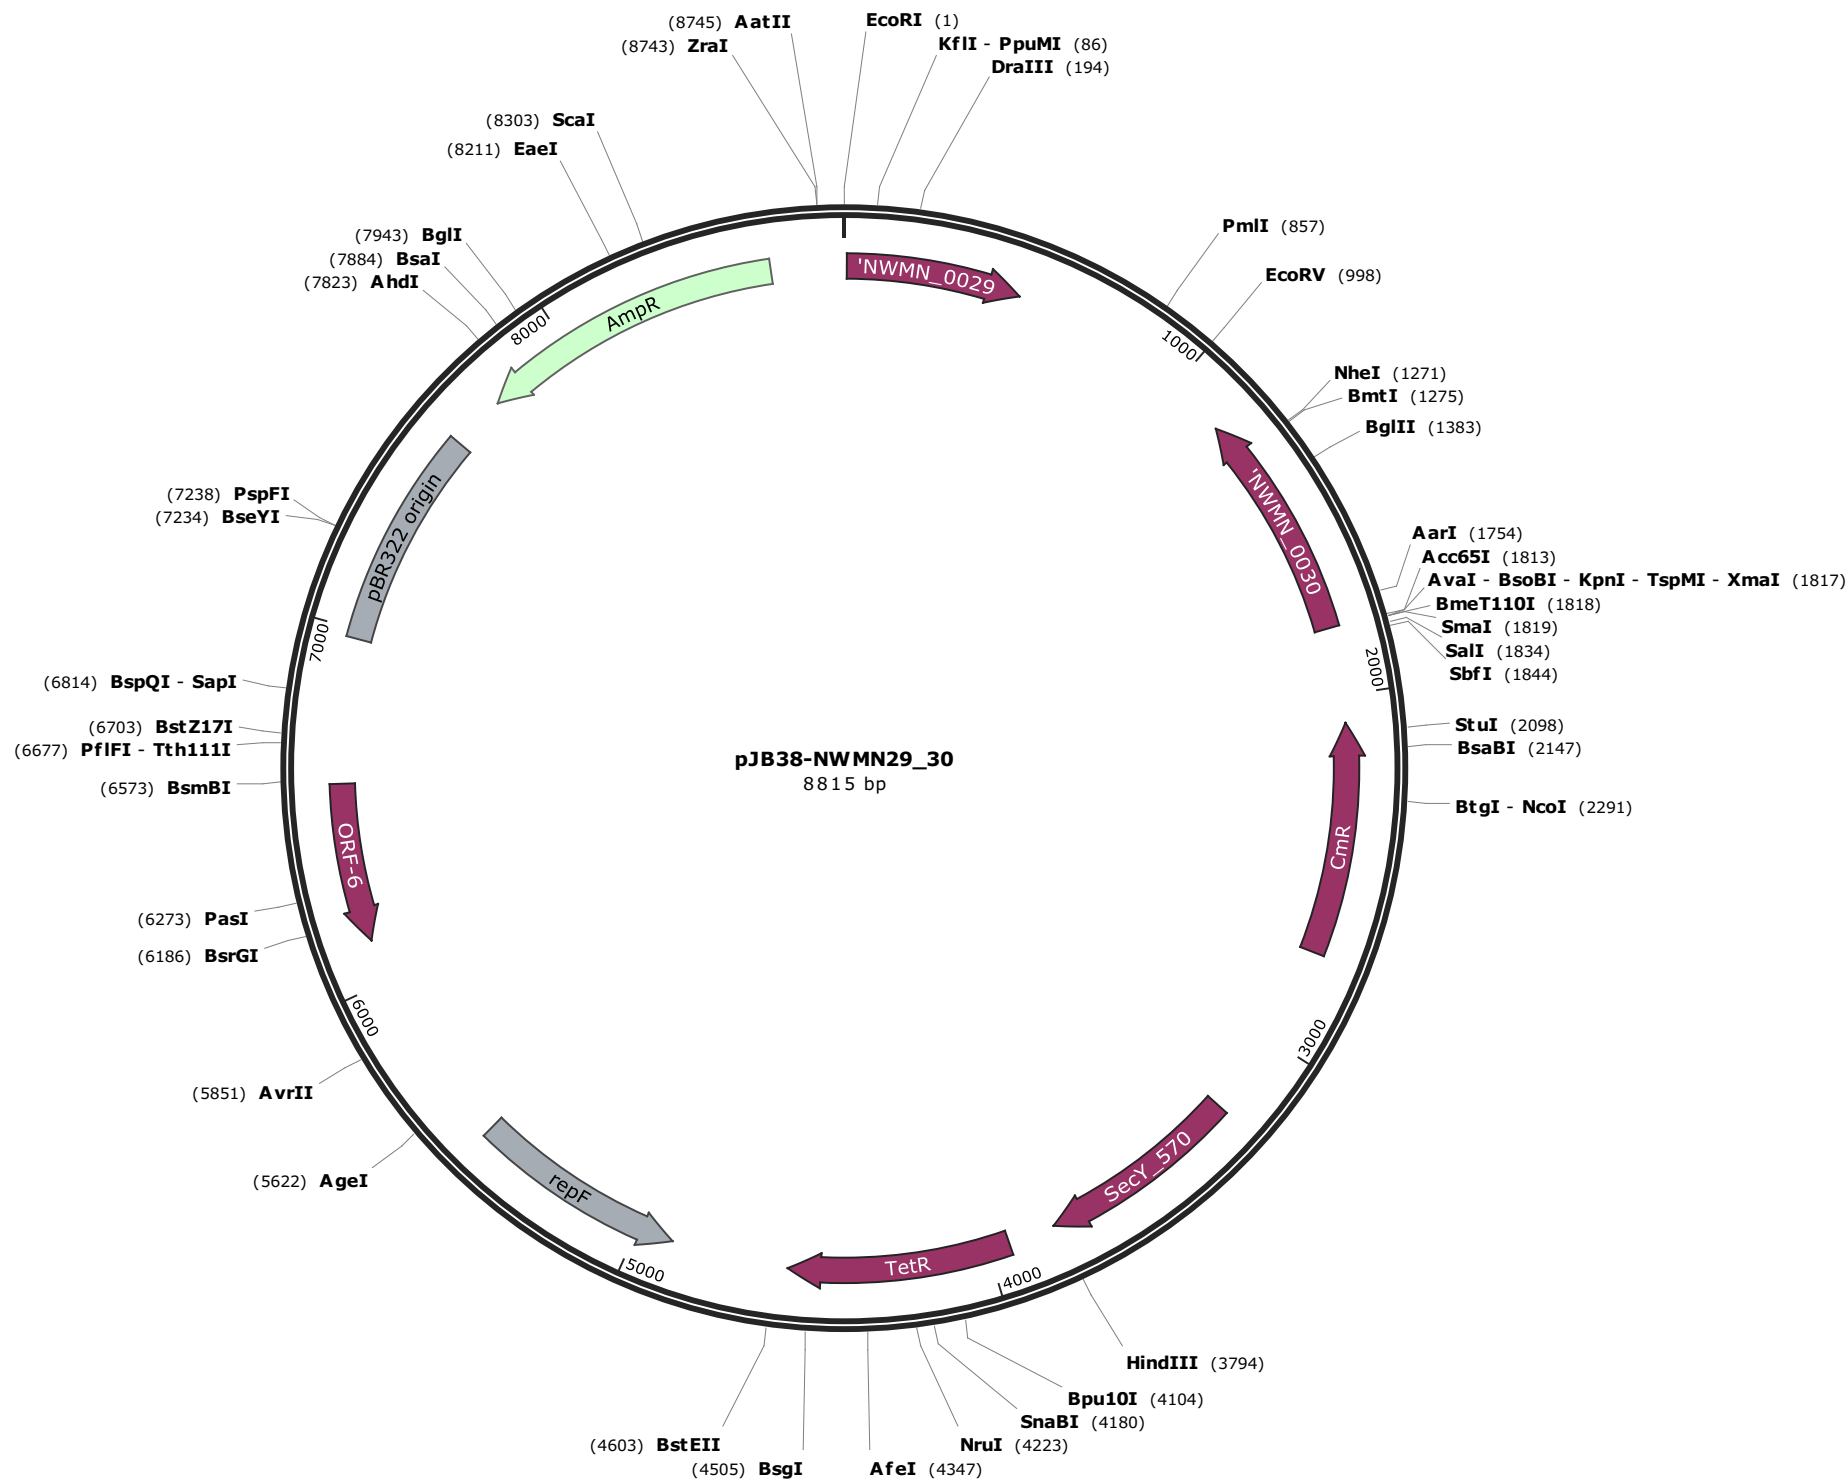 (8745) AatII
(8743) ZraI
EcoRI (1)
KflI - PpuMI (86)
DraIII (194)
(8303) ScaI
(8211) EaeI
(7943) BglI
(7884) BsaI
(7823) AhdI
PmlI (857)
EcoRV (998)
NheI (1271)
BmtI (1275)
BglII (1383)
(7238) PspFI
(7234) BseYI
AarI (1754)
Acc65I (1813)
AvaI - BsoBI - KpnI - TspMI - XmaI (1817)
BmeT110I (1818)
SmaI (1819)
SalI (1834)
SbfI (1844)
(6814) BspQI - SapI
(6703) BstZ17I
(6677) PflFI - Tth111I
(6573) BsmBI
StuI (2098)
BsaBI (2147)
BtgI - NcoI (2291)
(6273) PasI
(6186) BsrGI
(5851) AvrII
(5622) AgeI
HindIII (3794)
Bpu10I (4104)
SnaBI (4180)
NruI (4223)
AfeI (4347)
(4603) BstEII
(4505) BsgI
'NWMN_0029
'NWMN_0030
CmR
SecY_570
TetR
repF
ORF-6
pBR322 origin
AmpR
1000
2000
3000
4000
5000
6000
7000
8000
pJB38-NWMN29_30
8815 bp